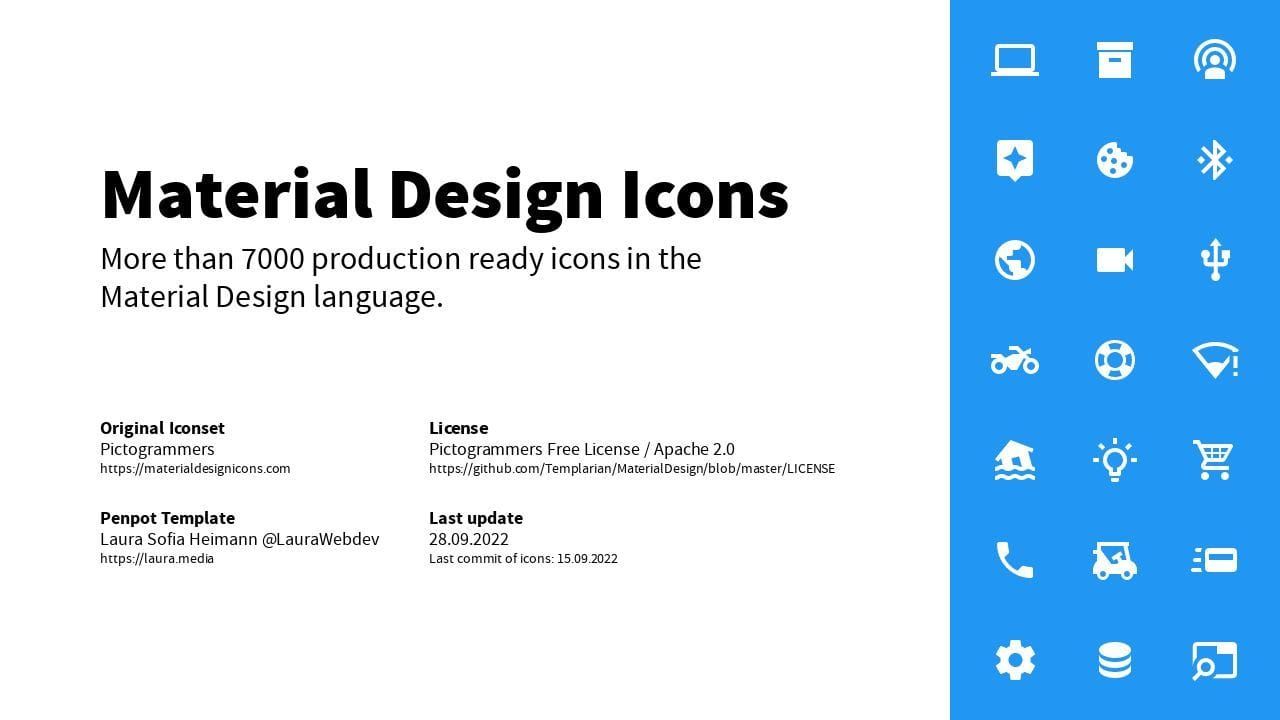 Material Design Icons
More than 7000 production ready icons in the
Material Design language.
Original Iconset
Pictogrammers
https://materialdesignicons.com
License
Pictogrammers Free License / Apache 2.0
https://github.com/Templarian/MaterialDesign/blob/master/LICENSE
Penpot Template
Laura Sofia Heimann @LauraWebdev
https://laura.media
Last update
28.09.2022
Last commit of icons: 15.09.2022